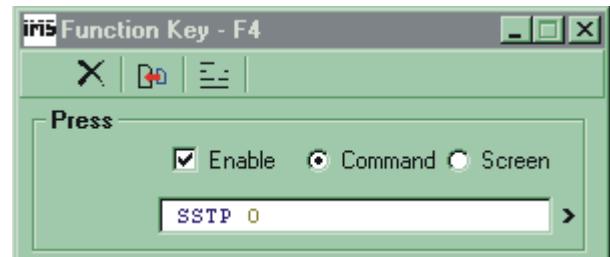 IMS Function Key - F4
Press
Enable Command Screen
SSTP 0